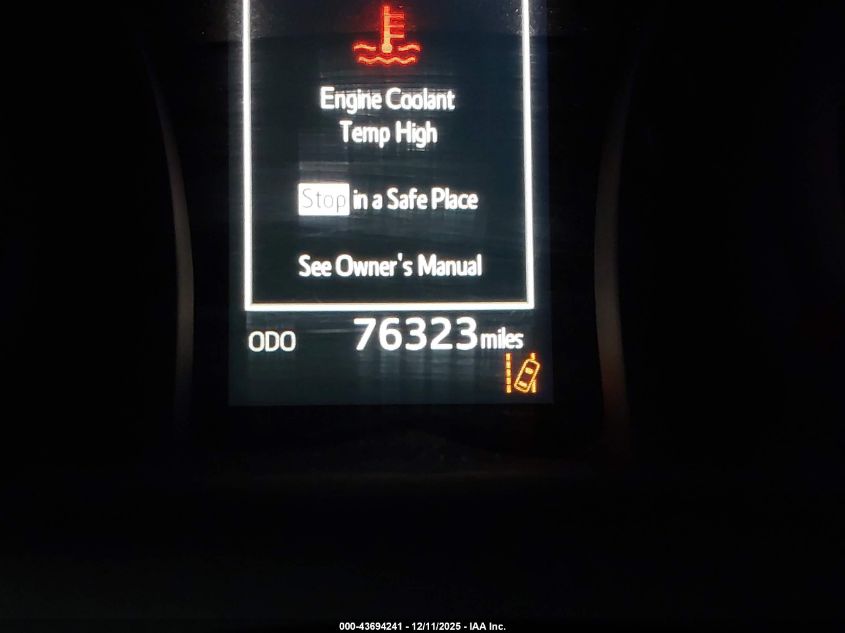 Engine Coolant
Temp High
Stop in a Safe Place
See Owner's Manual
ODO 76323 miles
000-43694241 - 12/11/2025 - IAA Inc.